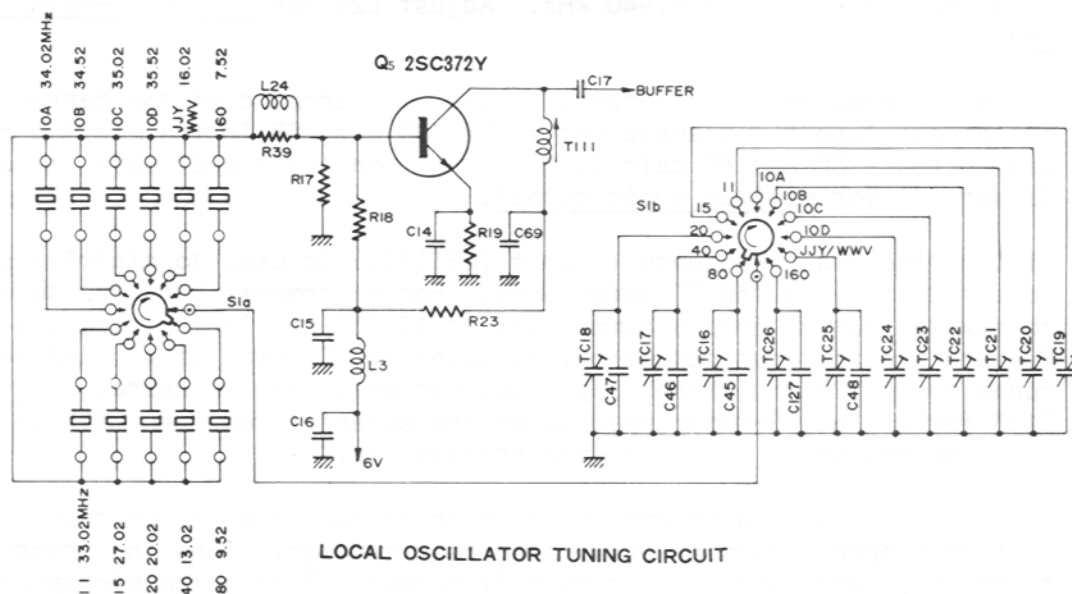 10A 34.02MHz
10B 34.52
10C 35.02
10D 35.52
JJY WWV 16.02
160 7.52
L24
R39
Q5 2SC372Y
C17
BUFFER
T111
R17
R18
C14
R19
C69
S1a
R23
C15
L3
C16
6V
S1b
80
40
20
15
11
10A
10B
10C
10D
JJY/WWV
160
TC18
C47
TC17
C46
TC16
C45
TC26
C127
TC25
C48
TC24
TC23
TC22
TC21
TC20
TC19
11 33.02MHz
15 27.02
20 20.02
40 13.02
80 9.52
LOCAL OSCILLATOR TUNING CIRCUIT